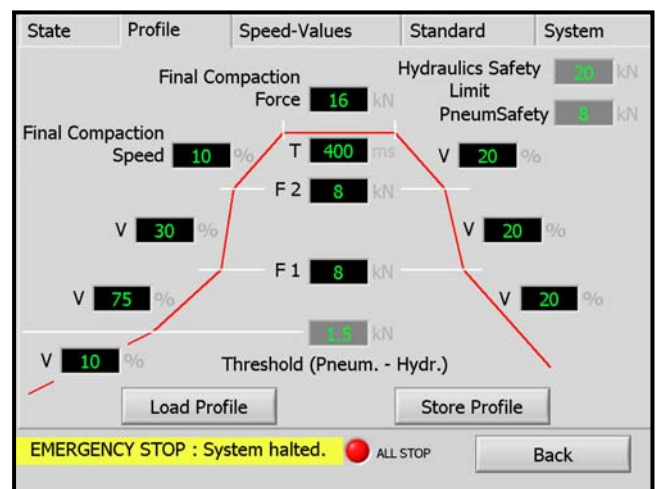 State Profile Speed-Values Standard System
Final Compaction
Force 16 kN
Hydraulics Safety 20 kN
Limit
PneumSafety 8 kN
Final Compaction
Speed 10 %
T 400 ms
V 20 %
F 2 8 kN
V 30 %
V 20 %
F 1 8 kN
V 75 %
V 20 %
1.5 kN
V 10 %
Threshold (Pneum. - Hydr.)
Load Profile
Store Profile
EMERGENCY STOP : System halted.
ALL STOP
Back